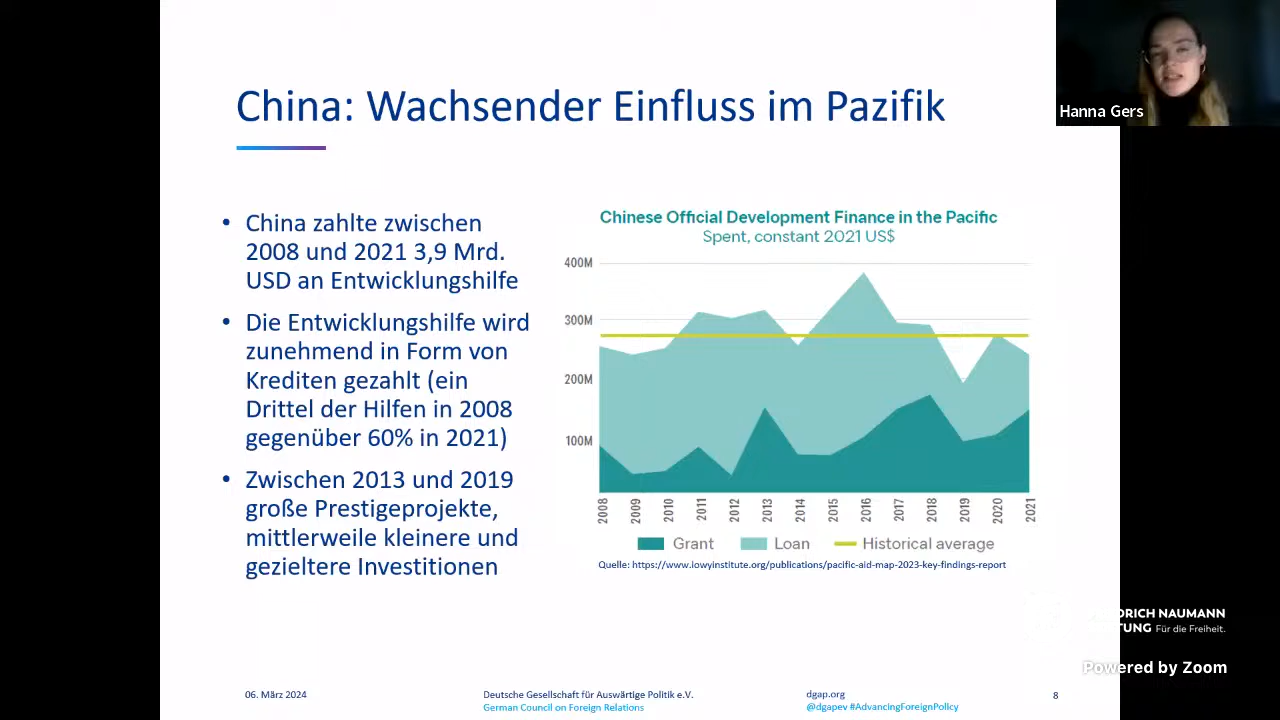 China: Wachsender Einfluss im Pazifik
Hanna Gers
• China zahlte zwischen
2008 und 2021 3,9 Mrd.
USD an Entwicklungshilfe
• Die Entwicklungshilfe wird
zunehmend in Form von
Krediten gezahlt (ein
Drittel der Hilfen in 2008
gegenüber 60% in 2021)
• Zwischen 2013 und 2019
große Prestigeprojekte,
mittlerweile kleinere und
gezieltere Investitionen
Chinese Official Development Finance in the Pacific
Spent, constant 2021 US$
400M
300M
200M
100M
2008 2009 2010 2011 2012 2013 2014 2015 2016 2017 2018 2019 2020 2021
Grant Loan Historical average
Quelle: https://www.lowyinstitute.org/publications/pacific-aid-map-2023-key-findings-report
DRICH NAUMANN
TUNG Für die Freiheit.
Powered by Zoom
06. März 2024
Deutsche Gesellschaft für Auswärtige Politik e.V.
German Council on Foreign Relations
dgap.org
@dgapev #AdvancingForeignPolicy
8